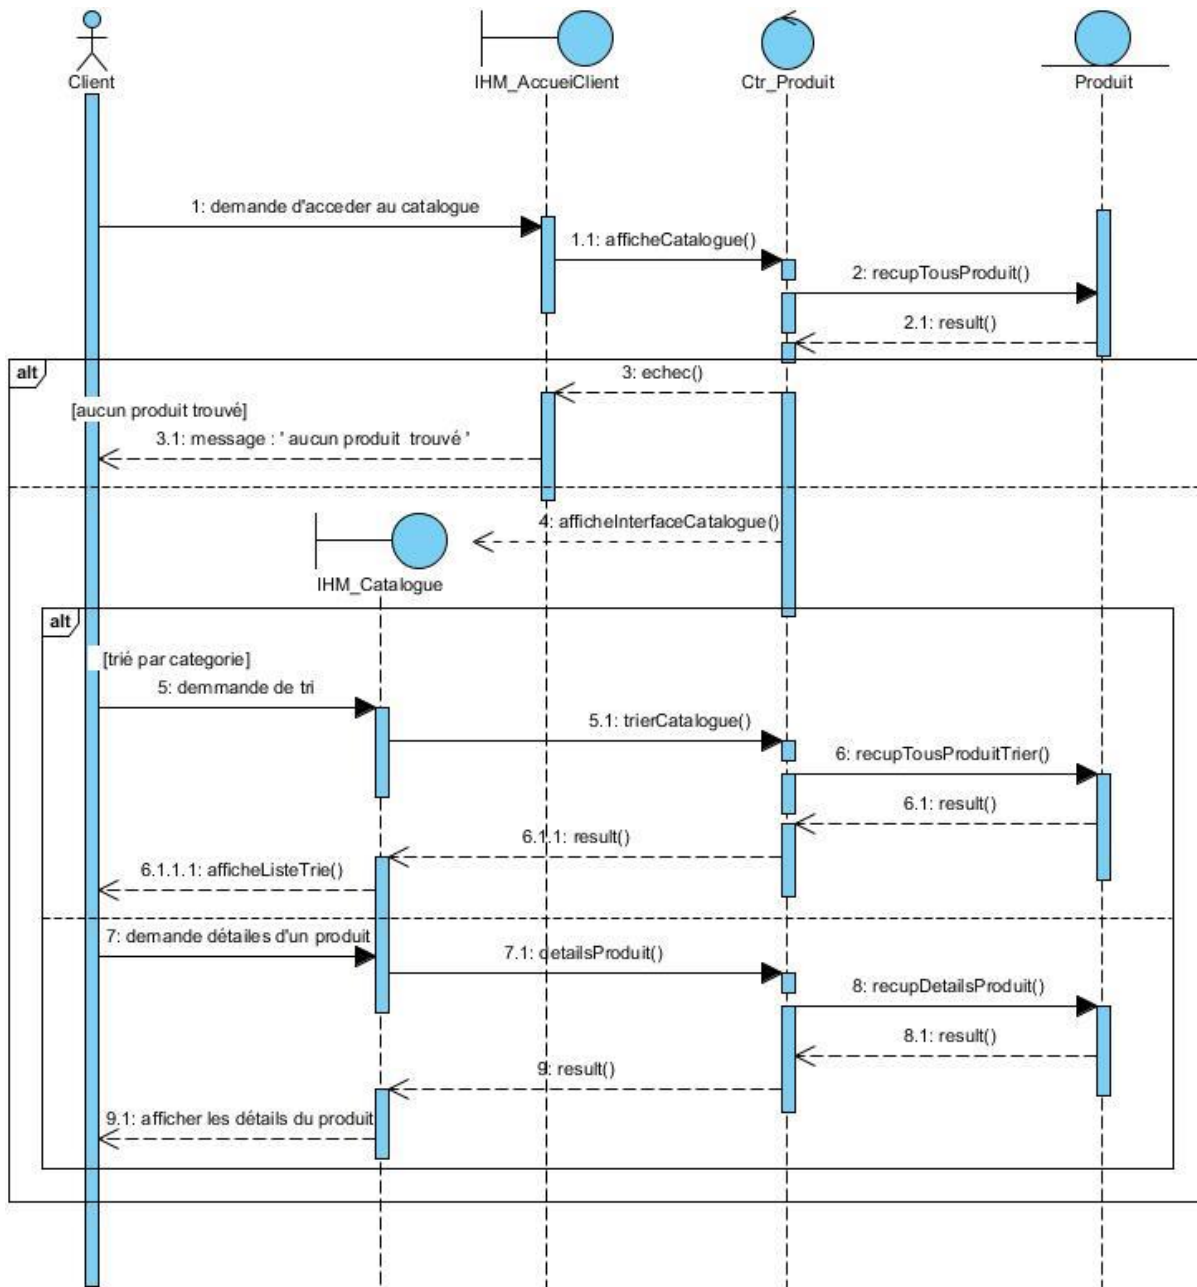 Client
IHM_AccueiClient
Ctr_Produit
Produit
1: demande d'acceder au catalogue
1.1: afficheCatalogue()
2: recupTousProduit()
2.1: result()
alt
3: echec()
[aucun produit trouvé]
3.1: message : ' aucun produit trouvé '
4: afficheInterfaceCatalogue()
IHM_Catalogue
alt
[trié par categorie]
5: demmande de tri
5.1: trierCatalogue()
6: recupTousProduitTrier()
6.1: result()
6.1.1: result()
6.1.1.1: afficheListeTrie()
7: demande détailes d'un produit
7.1: detailsProduit()
8: recupDetailsProduit()
8.1: result()
9: result()
9.1: afficher les détails du produit